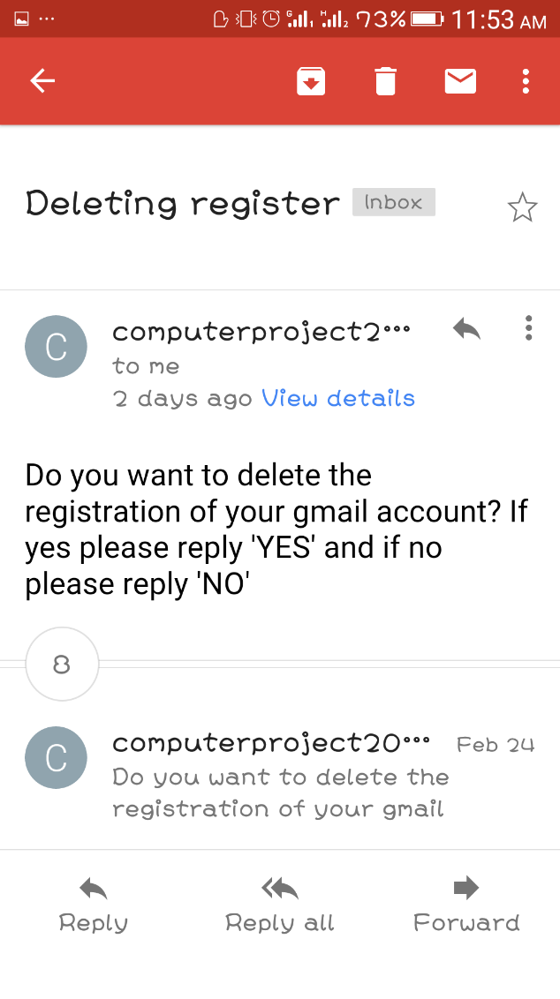 ... G H 1 2 73% 11:53 AM
Deleting register Inbox
C
computerproject2...
to me
2 days ago View details
Do you want to delete the
registration of your gmail account? If
yes please reply 'YES' and if no
please reply 'NO'
8
C
computerproject20... Feb 24
Do you want to delete the
registration of your gmail
Reply Reply all Forward